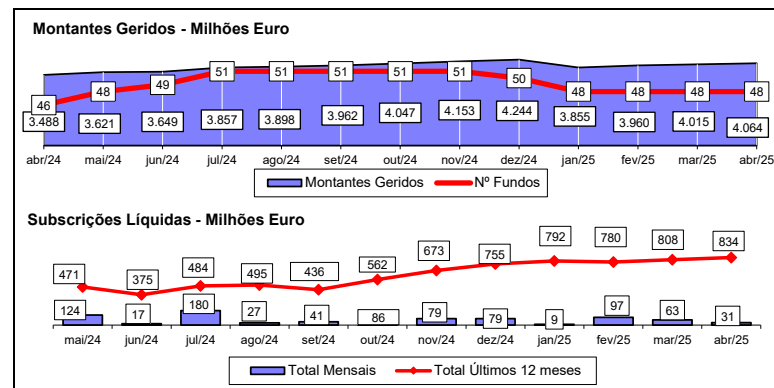 Montantes Geridos - Milhões Euro
46 48 49 51 51 51 51 51 50 48 48 48 48
3.488 3.621 3.649 3.857 3.898 3.962 4.047 4.153 4.244 3.855 3.960 4.015 4.064
abr/24 mai/24 jun/24 jul/24 ago/24 set/24 out/24 nov/24 dez/24 jan/25 fev/25 mar/25 abr/25
Montantes Geridos Nº Fundos
Subscrições Líquidas - Milhões Euro
471 375 484 495 436 562 673 755 792 780 808 834
124 17 180 27 41 86 79 79 9 97 63 31
mai/24 jun/24 jul/24 ago/24 set/24 out/24 nov/24 dez/24 jan/25 fev/25 mar/25 abr/25
Total Mensais Total Últimos 12 meses